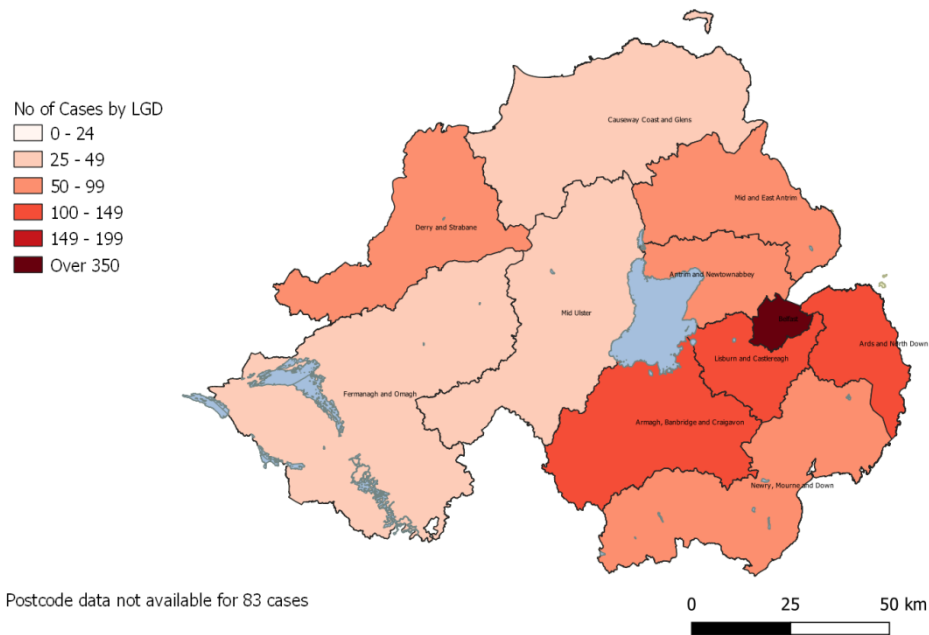 No of Cases by LGD
0 - 24
25 - 49
50 - 99
100 - 149
149 - 199
Over 350
Causeway Coast and Glens
Mid and East Antrim
Derry and Strabane
Antrim and Newtownabbey
Mid Ulster
Belfast
Ards and North Down
Lisburn and Castlereagh
Fermanagh and Omagh
Armagh, Banbridge and Craigavon
Newry, Mourne and Down
Postcode data not available for 83 cases
0 25 50 km